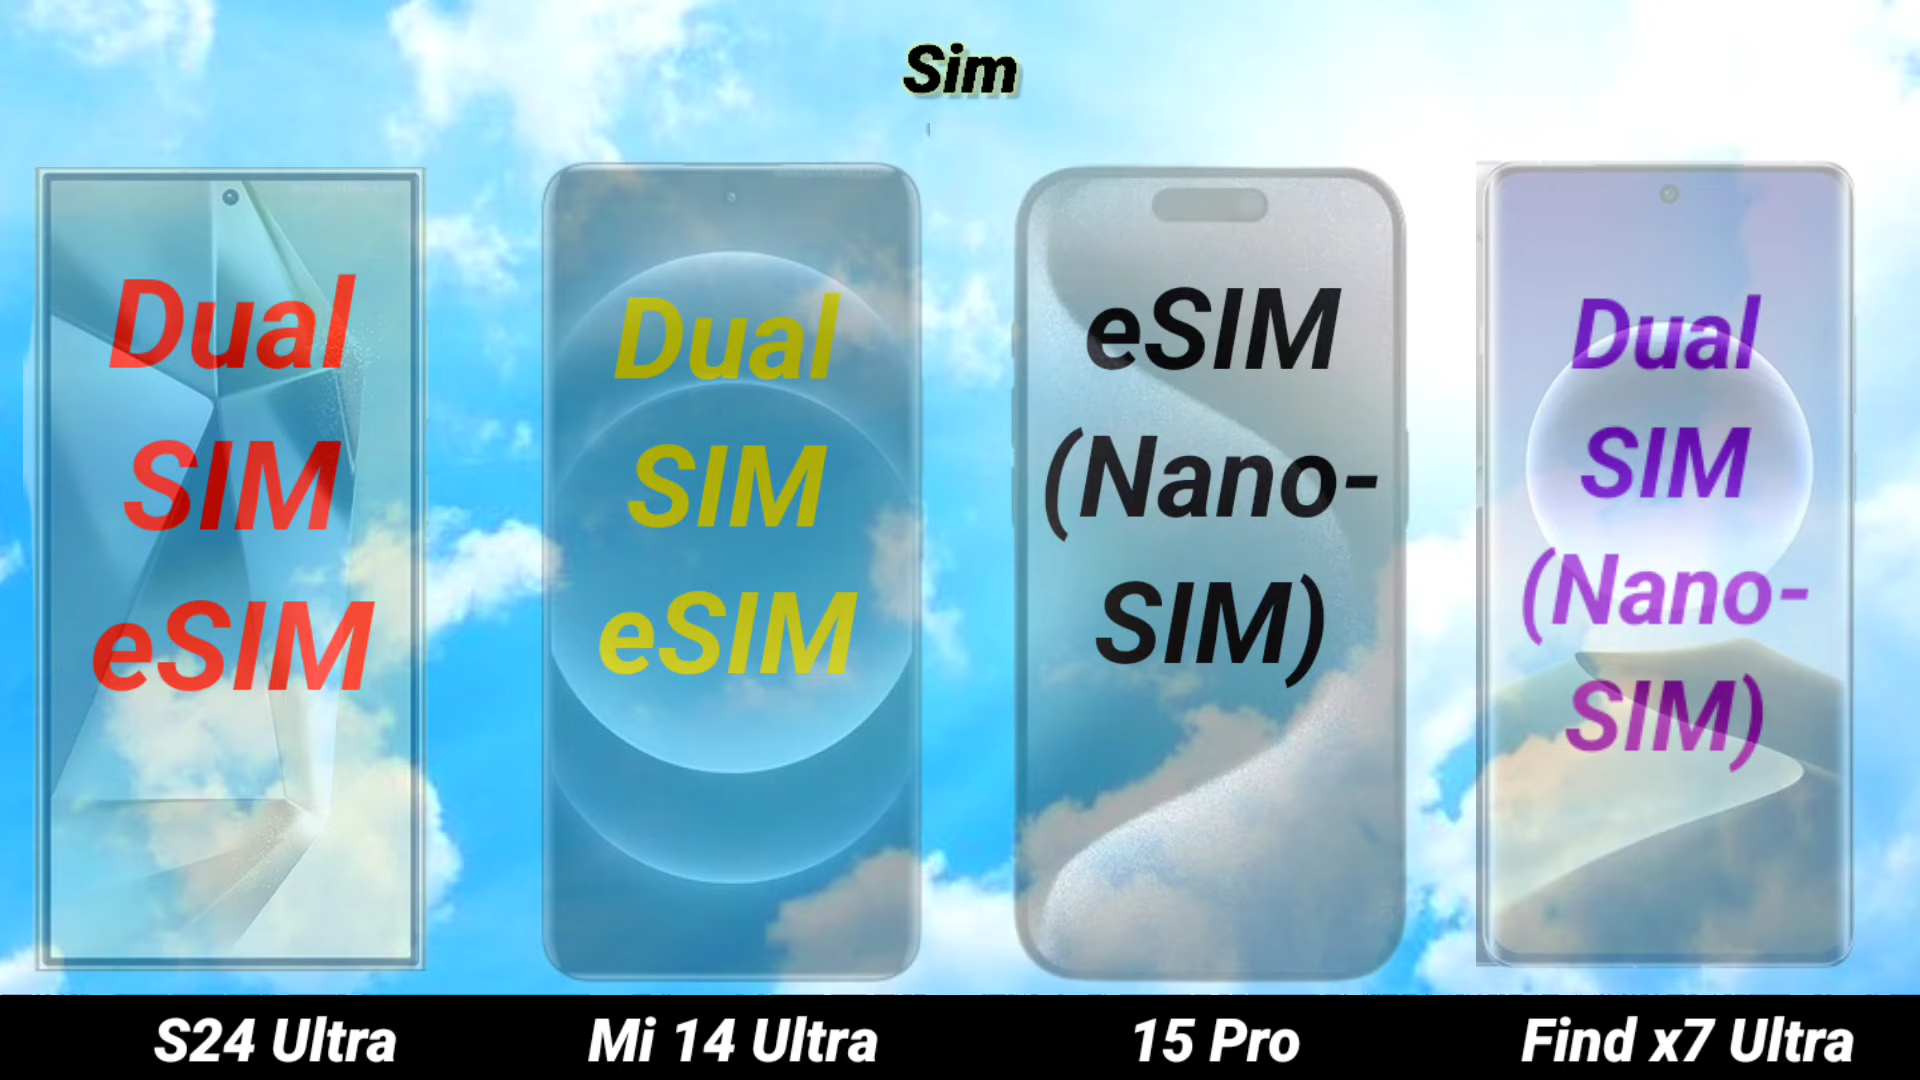 Sim
Dual
SIM
eSIM
Dual
SIM
eSIM
eSIM
(Nano-
SIM)
Dual
SIM
(Nano-
SIM)
S24 Ultra
Mi 14 Ultra
15 Pro
Find x7 Ultra